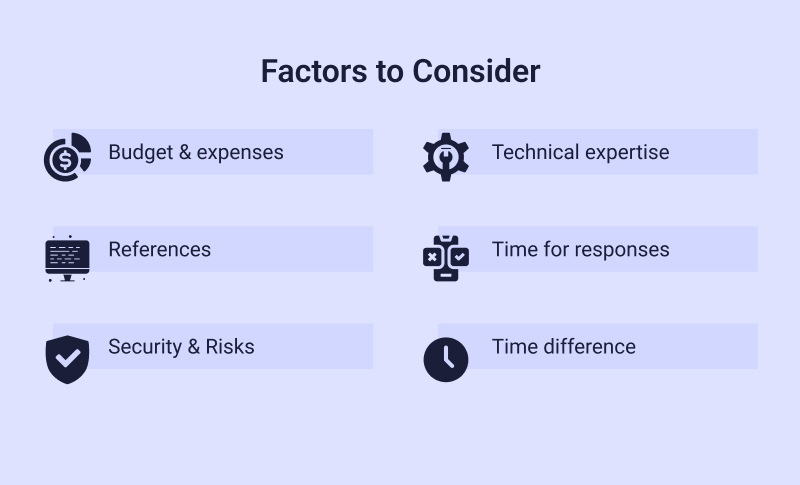 Factors to Consider
Budget & expenses
Technical expertise
References
Time for responses
Security & Risks
Time difference